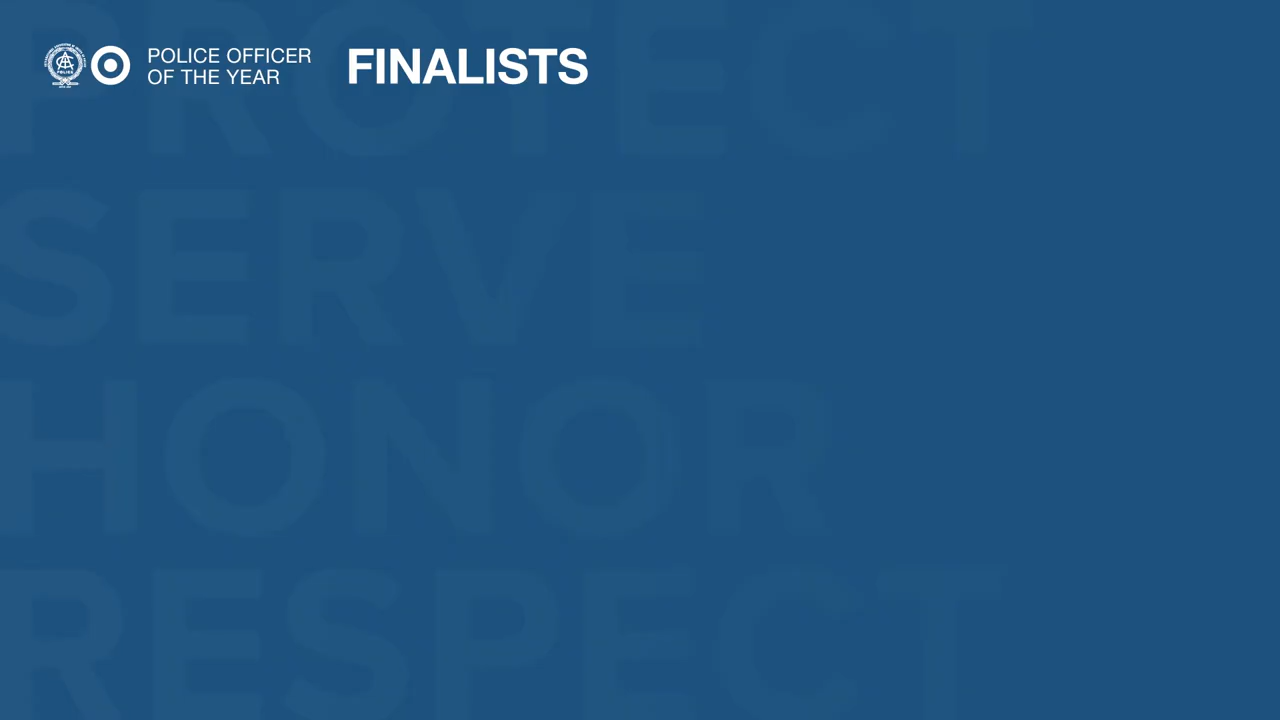 POLICE OFFICER
OF THE YEAR
FINALISTS
PROTECT
SERVE
HONOR
RESPECT